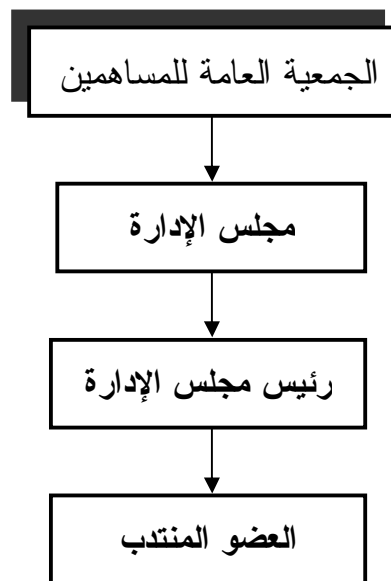 الجمعية العامة للمساهمين
مجلس الإدارة
رئيس مجلس الإدارة
العضو المنتدب